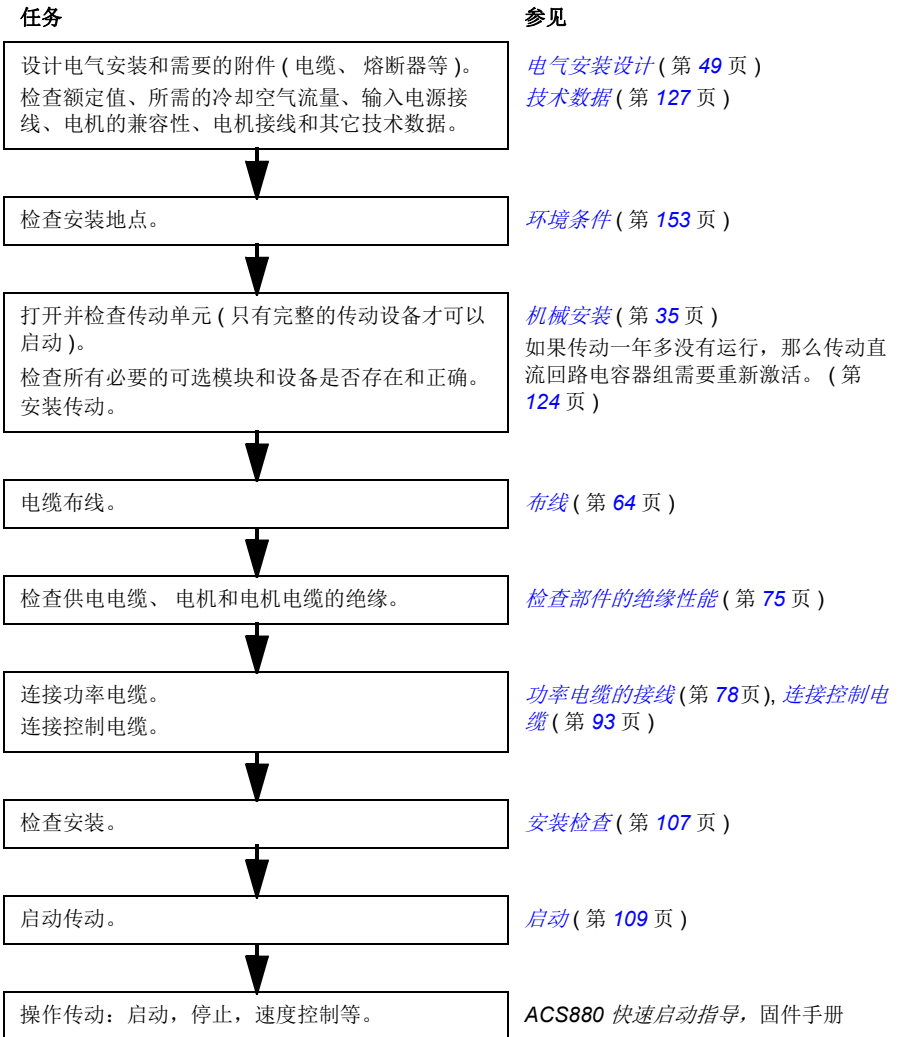 任务
参见
设计电气安装和需要的附件 ( 电缆、 熔断器等 )。
检查额定值、所需的冷却空气流量、输入电源接
线、电机的兼容性、电机接线和其它技术数据。
电气安装设计 ( 第 49 页 )
技术数据 ( 第 127 页 )
检查安装地点。
环境条件 ( 第 153 页 )
打开并检查传动单元 ( 只有完整的传动设备才可以
启动 )。
检查所有必要的可选模块和设备是否存在和正确。
安装传动。
机械安装 ( 第 35 页 )
如果传动一年多没有运行，那么传动直
流回路电容器组需要重新激活。 ( 第
124 页 )
电缆布线。
布线 ( 第 64 页 )
检查供电电缆、 电机和电机电缆的绝缘。
检查部件的绝缘性能 ( 第 75 页 )
连接功率电缆。
连接控制电缆。
功率电缆的接线 (第 78页), 连接控制电
缆 ( 第 93 页 )
检查安装。
安装检查 ( 第 107 页 )
启动传动。
启动 ( 第 109 页 )
操作传动：启动，停止，速度控制等。
ACS880 快速启动指导，固件手册